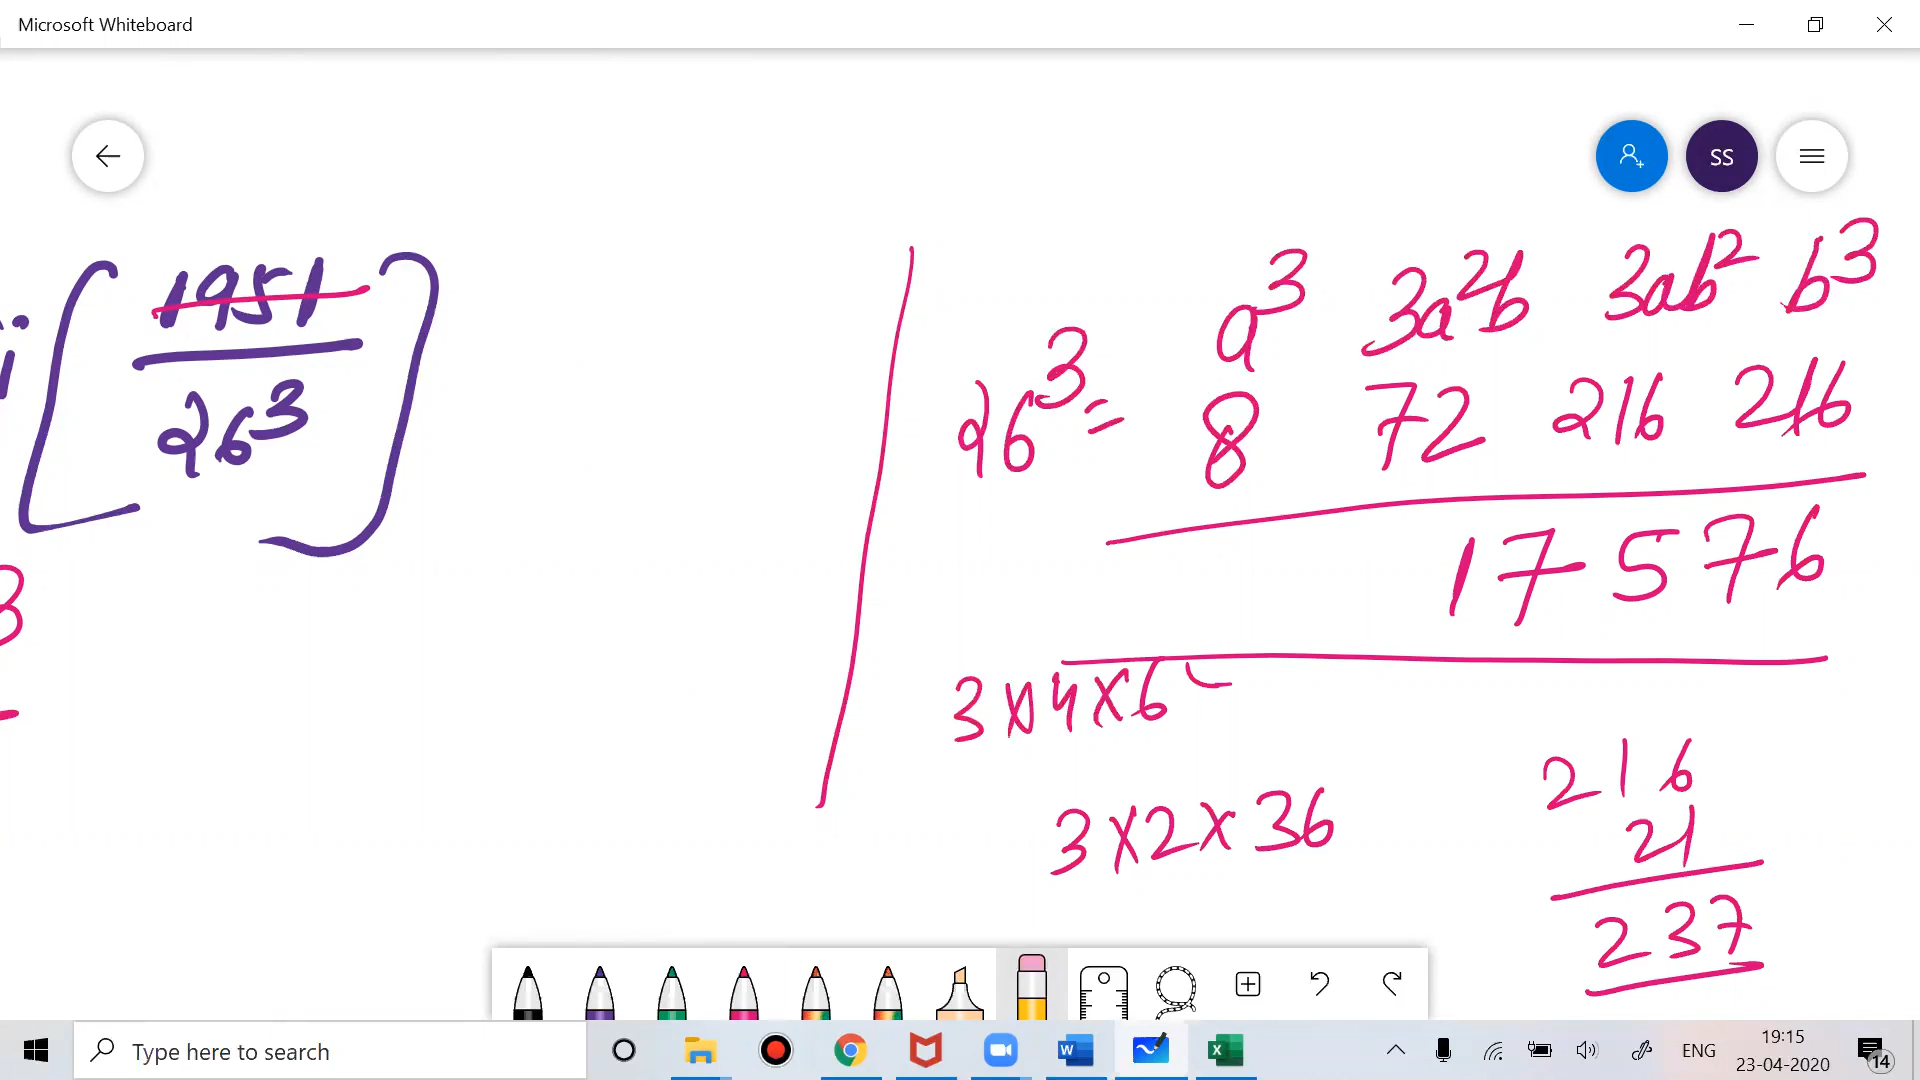 Microsoft Whiteboard
SS
1951
26³
a³ 3a²b 3ab² b³
26³= 8 72 216 216
17576
3×4×6
3×2×36
216
21
237
Type here to search
ENG
19:15
23-04-2020
14